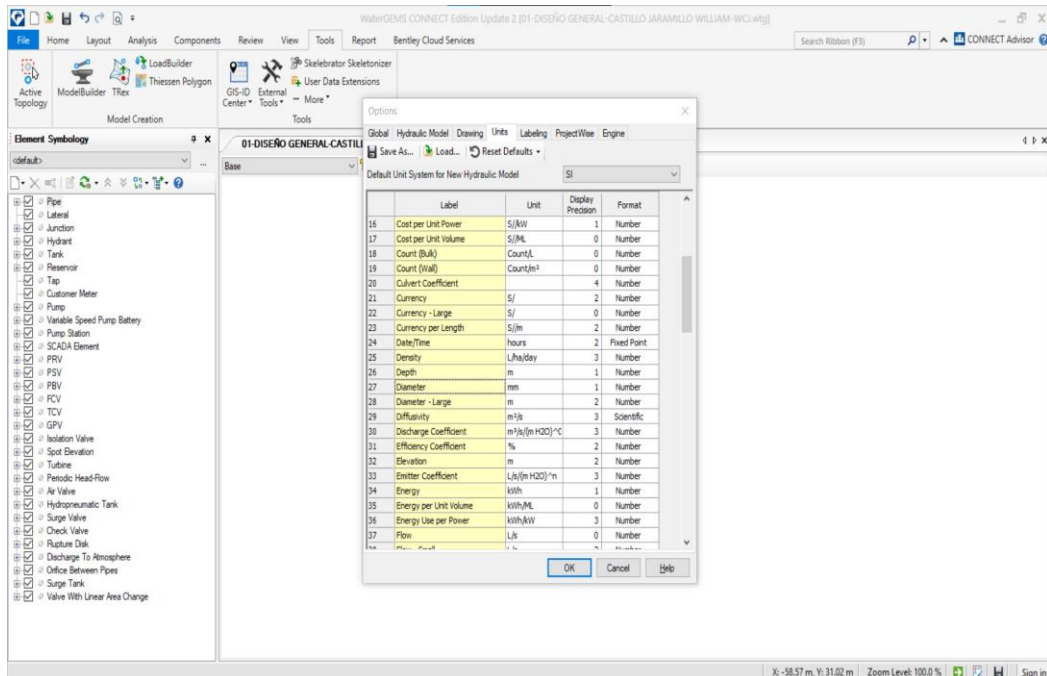 WaterGEMS CONNECT Edition Update 2 [01-DISEÑO GENERAL-CASTILLO JARAMILLO WILLIAM-WCJ.wtg]
File Home Layout Analysis Components Review View Tools Report Bentley Cloud Services Search Ribbon (F3) CONNECT Advisor
Active Topology
ModelBuilder
TRex
LoadBuilder
Thiessen Polygon
Model Creation
GIS-ID Center
External Tools
Skelebrator Skeletonizer
User Data Extensions
More
Tools
Element Symbology
<default>
...
Pipe
Lateral
Junction
Hydrant
Tank
Reservoir
Tap
Customer Meter
Pump
Variable Speed Pump Battery
Pump Station
SCADA Element
PRV
PSV
PBV
FCV
TCV
GPV
Isolation Valve
Spot Elevation
Turbine
Periodic Head-Flow
Air Valve
Hydropneumatic Tank
Surge Valve
Check Valve
Rupture Disk
Discharge To Atmosphere
Orifice Between Pipes
Surge Tank
Valve With Linear Area Change
01-DISEÑO GENERAL-CASTILL
Base
Options
Global Hydraulic Model Drawing Units Labeling ProjectWise Engine
Save As... Load... Reset Defaults
Default Unit System for New Hydraulic Model SI
Label Unit Display Precision Format
16 Cost per Unit Power S//kW 1 Number
17 Cost per Unit Volume S//ML 0 Number
18 Count (Bulk) Count/L 0 Number
19 Count (Wall) Count/m² 0 Number
20 Culvert Coefficient 4 Number
21 Currency S/ 2 Number
22 Currency - Large S/ 0 Number
23 Currency per Length S//m 2 Number
24 Date/Time hours 2 Fixed Point
25 Density L/ha/day 3 Number
26 Depth m 1 Number
27 Diameter mm 1 Number
28 Diameter - Large m 2 Number
29 Diffusivity m²/s 3 Scientific
30 Discharge Coefficient m³/s/(m H2O)^C 3 Number
31 Efficiency Coefficient % 2 Number
32 Elevation m 2 Number
33 Emitter Coefficient L/s/(m H2O)^n 3 Number
34 Energy kWh 1 Number
35 Energy per Unit Volume kWh/ML 0 Number
36 Energy Use per Power kWh/kW 3 Number
37 Flow L/s 0 Number
OK Cancel Help
X: -58.57 m, Y: 31.02 m Zoom Level: 100.0 % Sign in